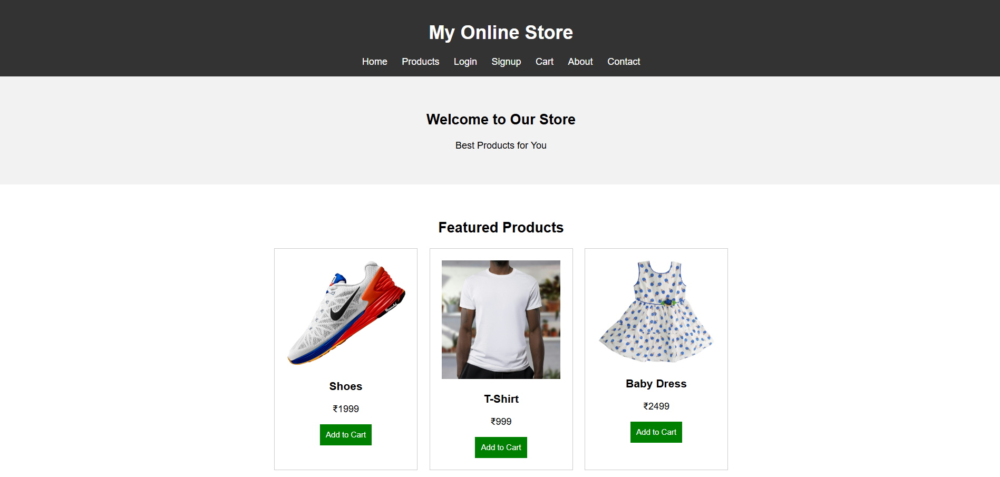 My Online Store
Home Products Login Signup Cart About Contact
Welcome to Our Store
Best Products for You
Featured Products
Shoes
₹1999
Add to Cart
T-Shirt
₹999
Add to Cart
Baby Dress
₹2499
Add to Cart